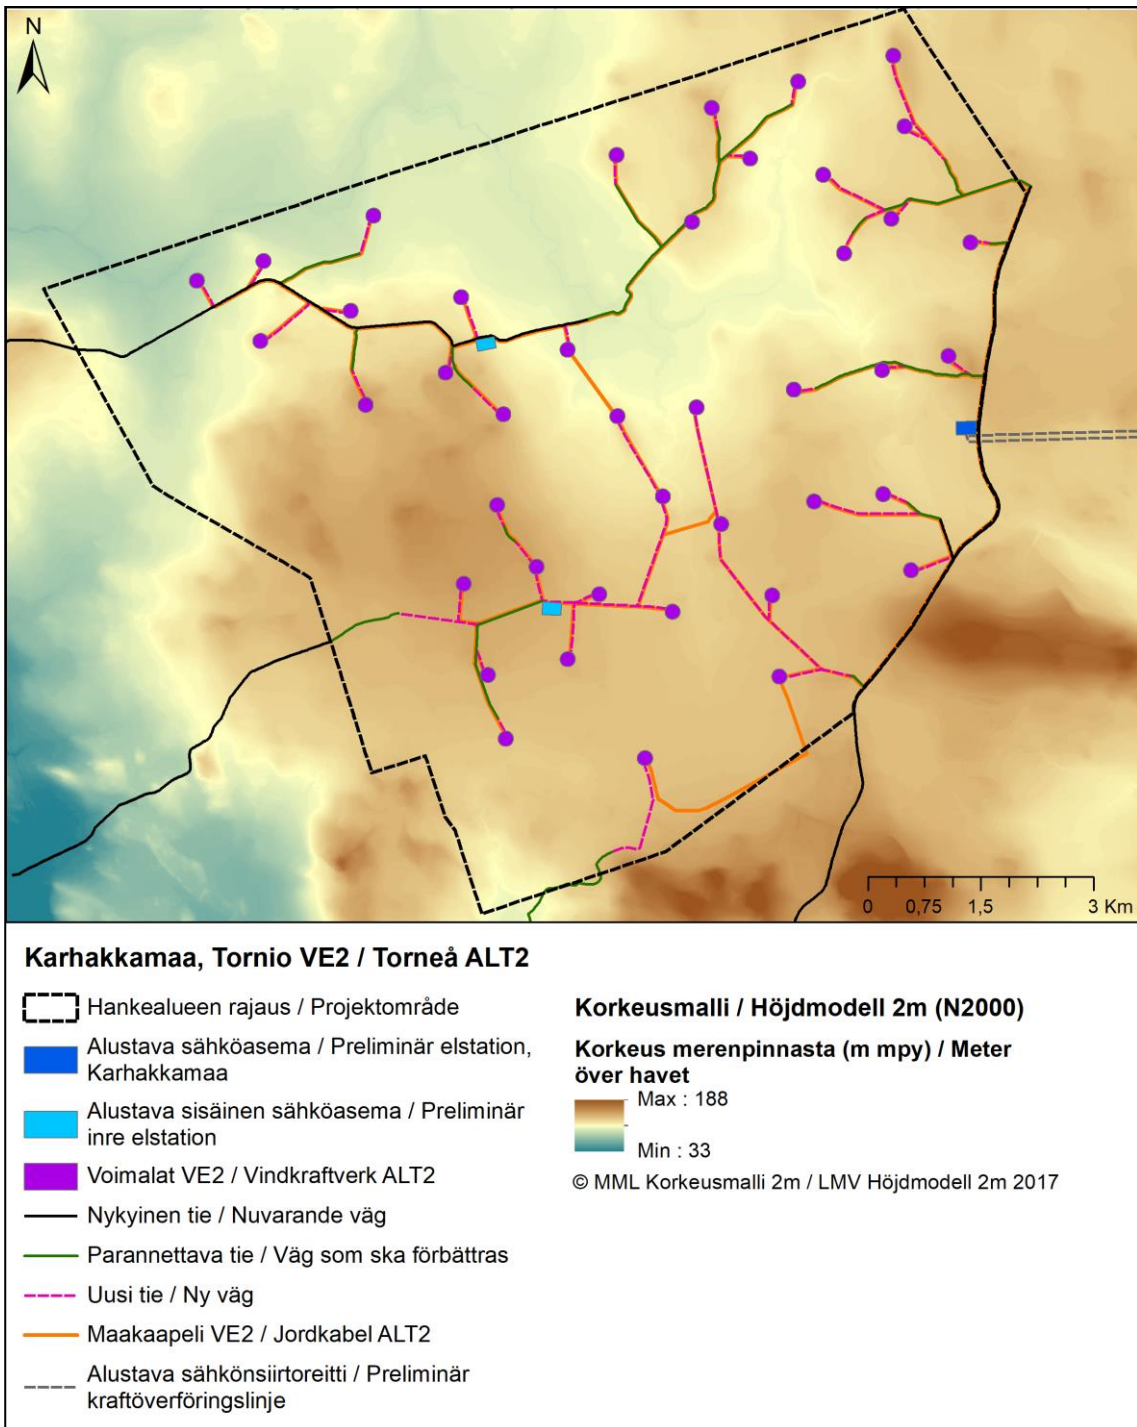 N
0 0,75 1,5 3 Km
Karhakkamaa, Tornio VE2 / Torneå ALT2
Hankealueen rajaus / Projektområde
Alustava sähköasema / Preliminär elstation,
Karhakkamaa
Alustava sisäinen sähköasema / Preliminär
inre elstation
Voimalat VE2 / Vindkraftverk ALT2
Nykyinen tie / Nuvarande väg
Parannettava tie / Väg som ska förbättras
Uusi tie / Ny väg
Maakaapeli VE2 / Jordkabel ALT2
Alustava sähkönsiirtoreitti / Preliminär
kraftöverföringslinje
Korkeusmalli / Höjdmodell 2m (N2000)
Korkeus merenpinnasta (m mpy) / Meter
över havet
Max : 188
Min : 33
© MML Korkeusmalli 2m / LMV Höjdmodell 2m 2017